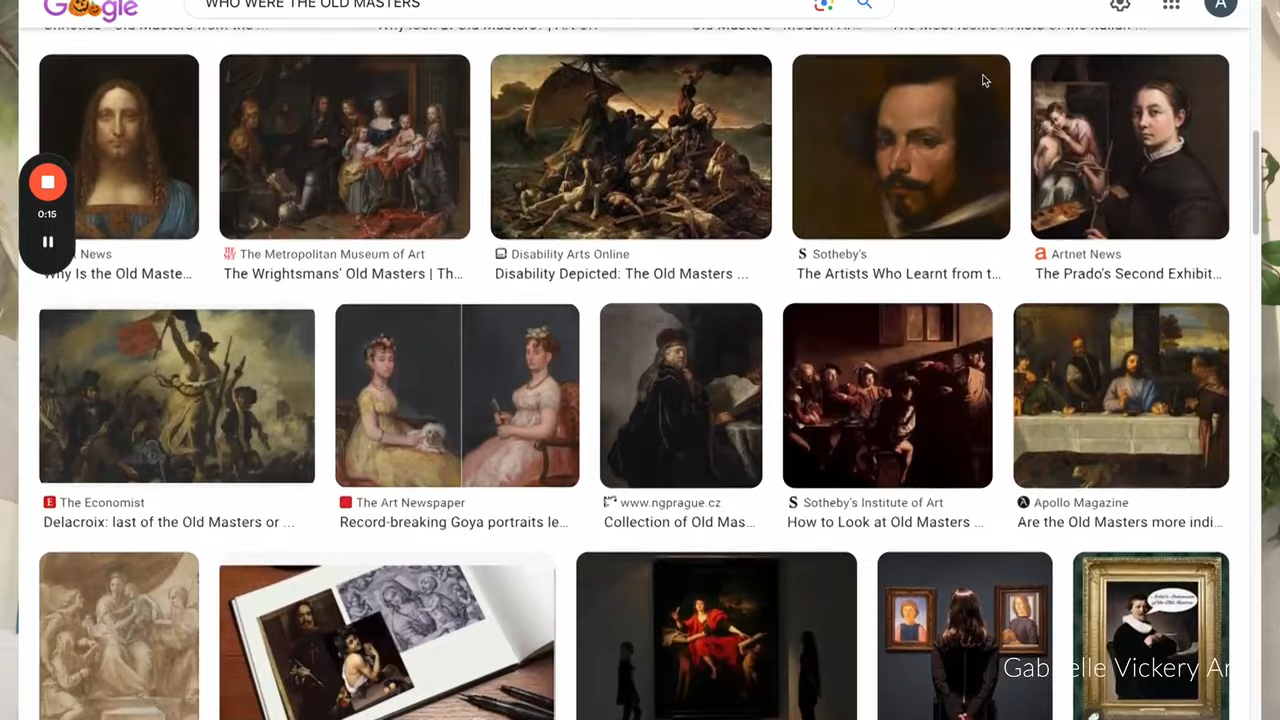 Google
WHO WERE THE OLD MASTERS
A
0:15
News
Why Is the Old Maste...
The Metropolitan Museum of Art
The Wrightsmans' Old Masters | Th...
Disability Arts Online
Disability Depicted: The Old Masters ...
S Sotheby's
The Artists Who Learnt from t...
a Artnet News
The Prado's Second Exhibit...
E The Economist
Delacroix: last of the Old Masters or ...
The Art Newspaper
Record-breaking Goya portraits le...
www.ngprague.cz
Collection of Old Mas...
S Sotheby's Institute of Art
How to Look at Old Masters ...
A Apollo Magazine
Are the Old Masters more indi...
Gabrielle Vickery Ar